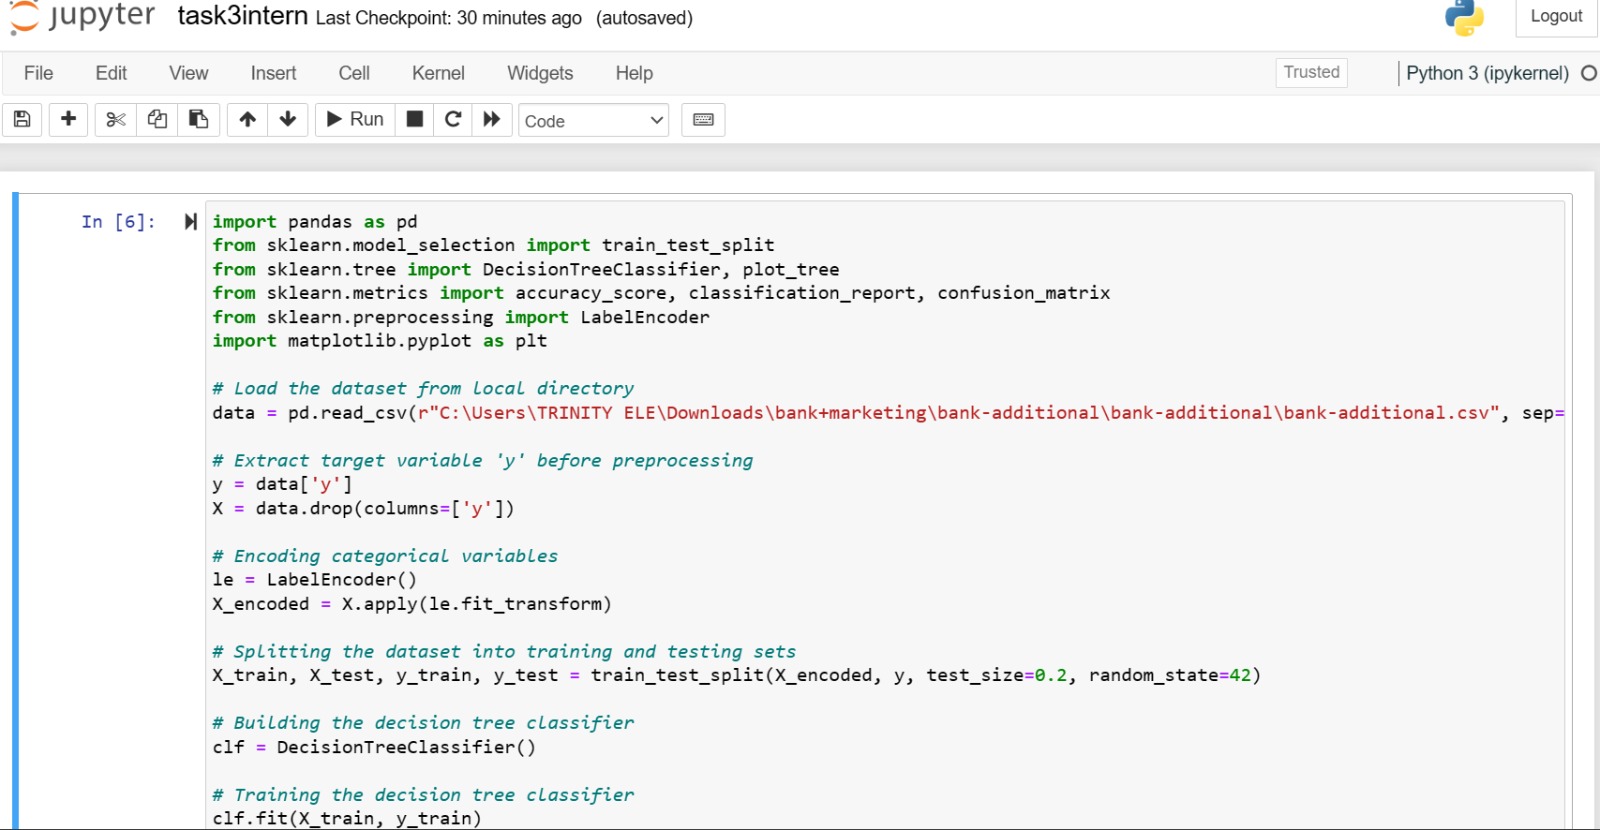 jupyter task3intern Last Checkpoint: 30 minutes ago (autosaved) Logout
File Edit View Insert Cell Kernel Widgets Help Trusted Python 3 (ipykernel)
Run Code
In [6]: import pandas as pd
from sklearn.model_selection import train_test_split
from sklearn.tree import DecisionTreeClassifier, plot_tree
from sklearn.metrics import accuracy_score, classification_report, confusion_matrix
from sklearn.preprocessing import LabelEncoder
import matplotlib.pyplot as plt
# Load the dataset from local directory
data = pd.read_csv(r"C:\Users\TRINITY ELE\Downloads\bank+marketing\bank-additional\bank-additional\bank-additional.csv", sep=
# Extract target variable 'y' before preprocessing
y = data['y']
X = data.drop(columns=['y'])
# Encoding categorical variables
le = LabelEncoder()
X_encoded = X.apply(le.fit_transform)
# Splitting the dataset into training and testing sets
X_train, X_test, y_train, y_test = train_test_split(X_encoded, y, test_size=0.2, random_state=42)
# Building the decision tree classifier
clf = DecisionTreeClassifier()
# Training the decision tree classifier
clf.fit(X_train, y_train)